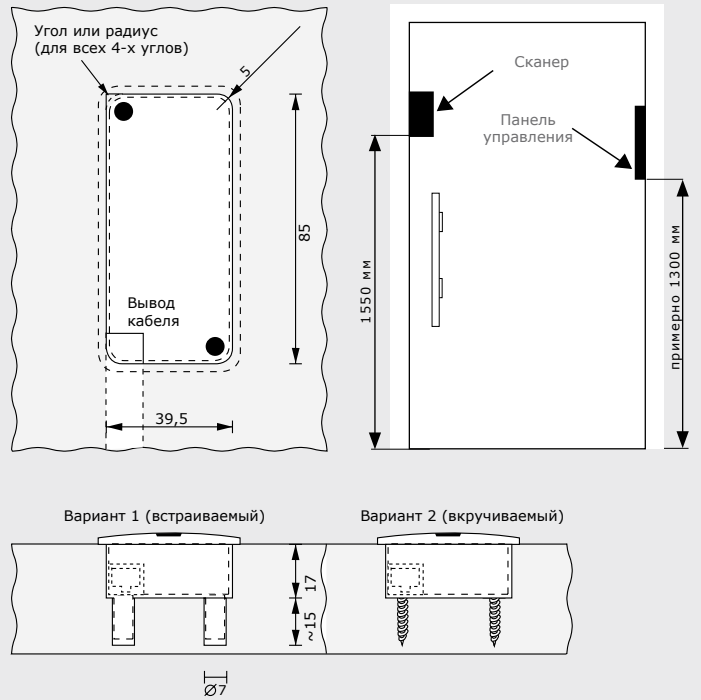 Угол или радиус
(для всех 4-х углов)
5
85
Вывод
кабеля
39,5
Сканер
Панель
управления
1550 мм
примерно 1300 мм
Вариант 1 (встраиваемый)
Вариант 2 (вкручиваемый)
17
~15
Ø7